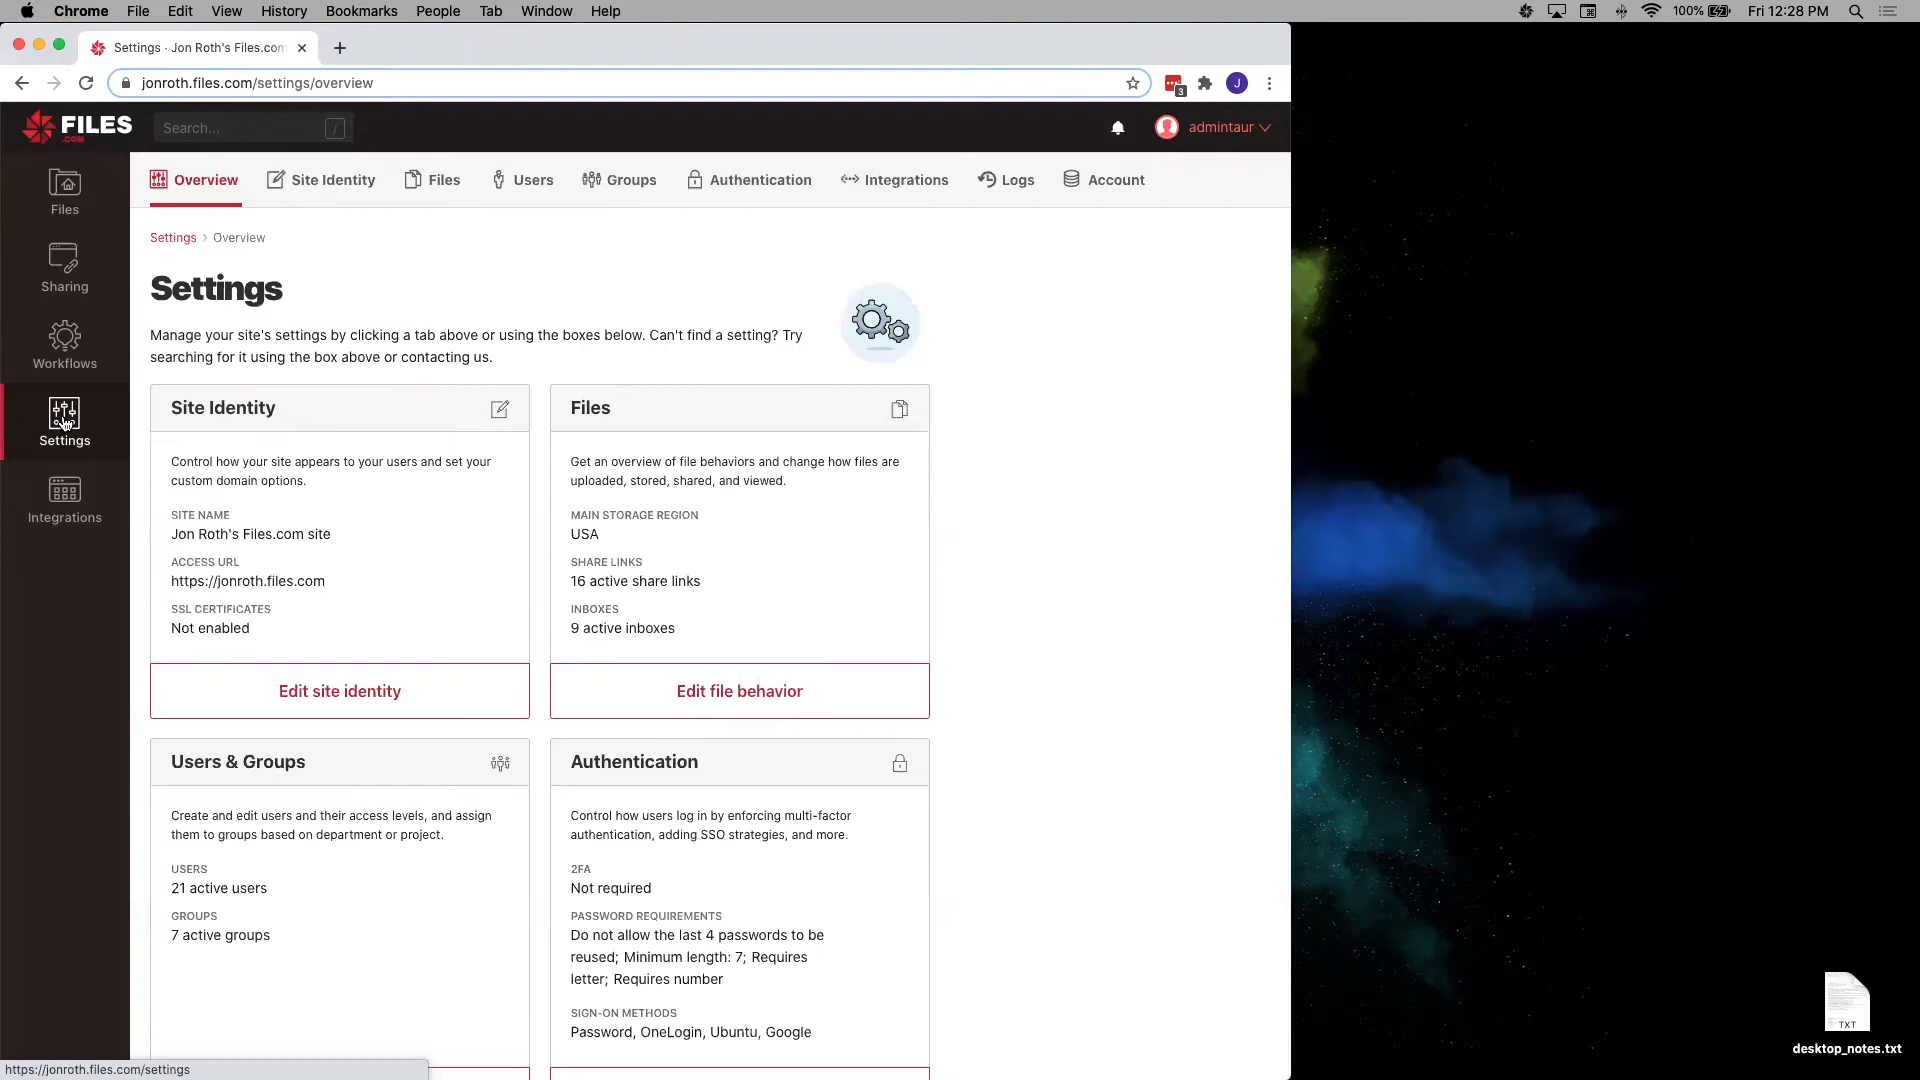 Chrome File Edit View History Bookmarks People Tab Window Help
100% Fri 12:28 PM
Settings · Jon Roth's Files.com
jonroth.files.com/settings/overview
3
J
FILES
.COM
Search... /
admintaur
Overview Site Identity Files Users Groups Authentication Integrations Logs Account
Files
Sharing
Workflows
Settings
Integrations
Settings › Overview
Settings
Manage your site's settings by clicking a tab above or using the boxes below. Can't find a setting? Try
searching for it using the box above or contacting us.
Site Identity
Control how your site appears to your users and set your
custom domain options.
SITE NAME
Jon Roth's Files.com site
ACCESS URL
https://jonroth.files.com
SSL CERTIFICATES
Not enabled
Edit site identity
Files
Get an overview of file behaviors and change how files are
uploaded, stored, shared, and viewed.
MAIN STORAGE REGION
USA
SHARE LINKS
16 active share links
INBOXES
9 active inboxes
Edit file behavior
Users & Groups
Create and edit users and their access levels, and assign
them to groups based on department or project.
USERS
21 active users
GROUPS
7 active groups
Authentication
Control how users log in by enforcing multi-factor
authentication, adding SSO strategies, and more.
2FA
Not required
PASSWORD REQUIREMENTS
Do not allow the last 4 passwords to be
reused; Minimum length: 7; Requires
letter; Requires number
SIGN-ON METHODS
Password, OneLogin, Ubuntu, Google
https://jonroth.files.com/settings
TXT
desktop_notes.txt